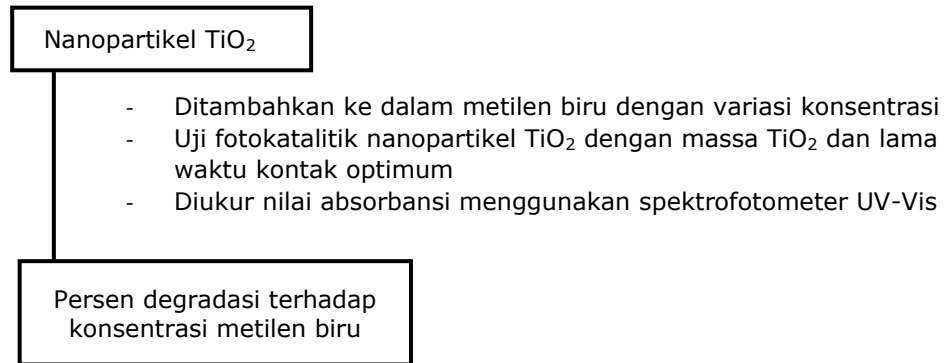 Nanopartikel TiO₂
- Ditambahkan ke dalam metilen biru dengan variasi konsentrasi
- Uji fotokatalitik nanopartikel TiO₂ dengan massa TiO₂ dan lama
waktu kontak optimum
- Diukur nilai absorbansi menggunakan spektrofotometer UV-Vis
Persen degradasi terhadap
konsentrasi metilen biru